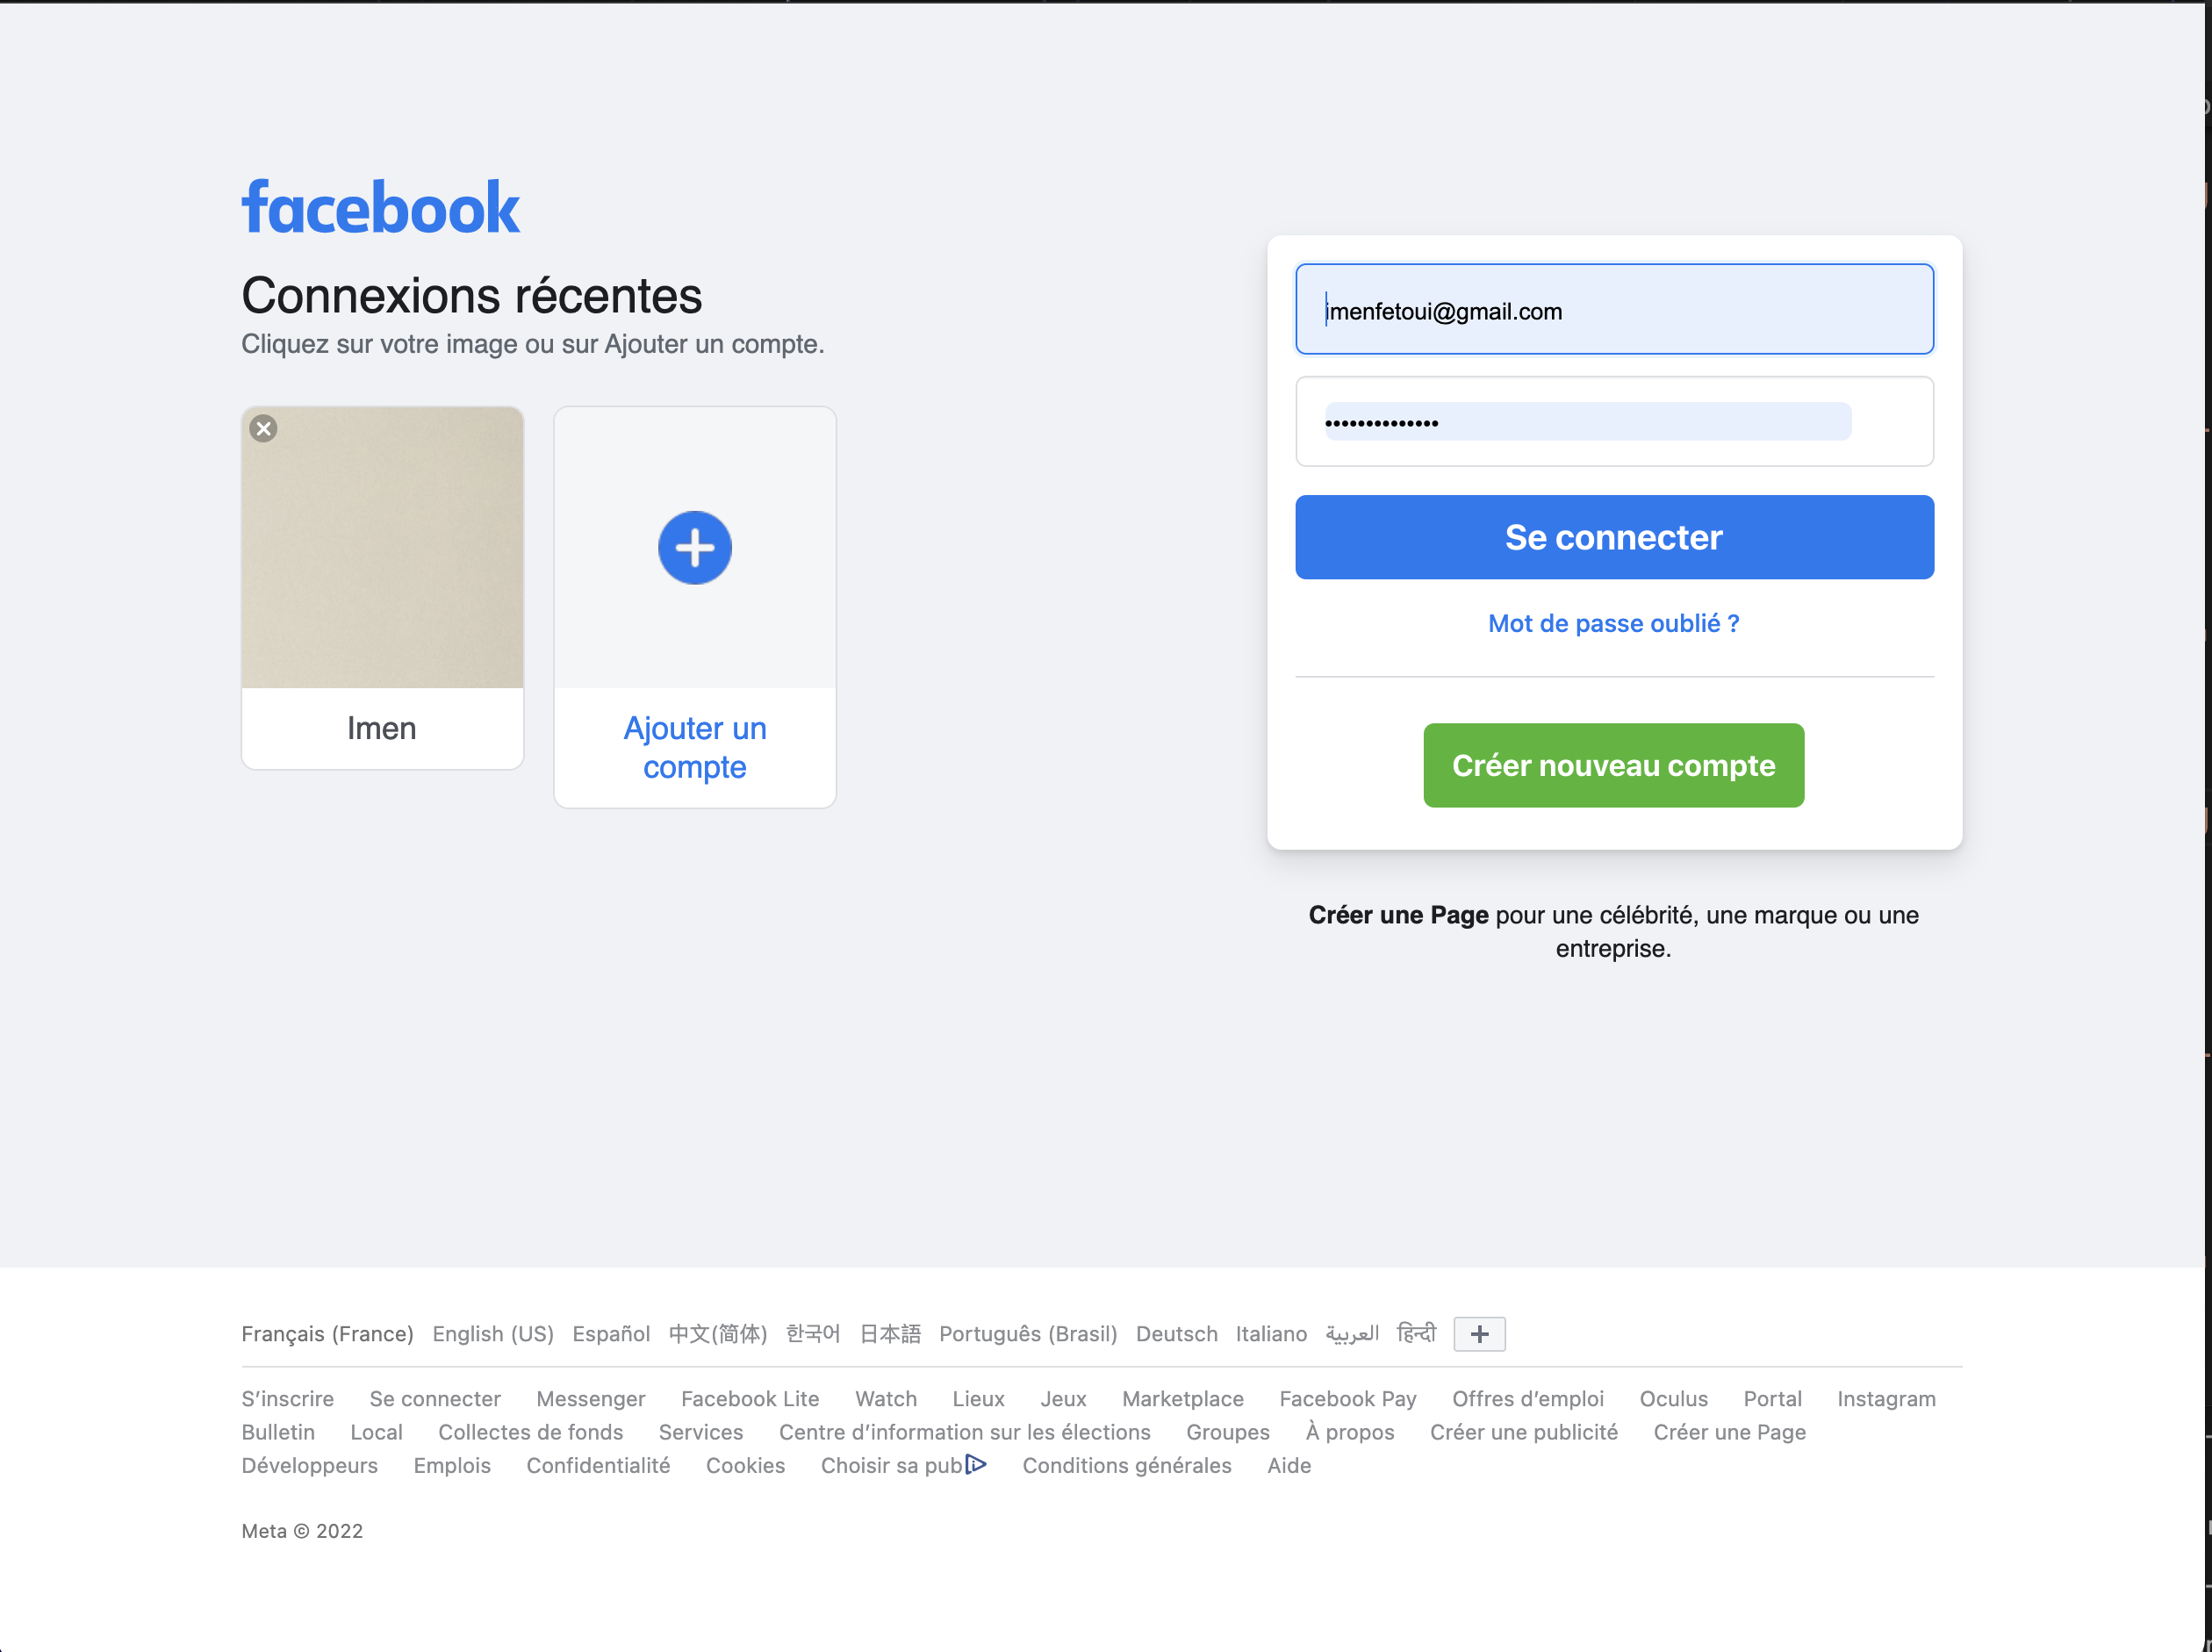 facebook
Connexions récentes
Cliquez sur votre image ou sur Ajouter un compte.
Imen
Ajouter un
compte
imenfetoui@gmail.com
••••••••••••••
Se connecter
Mot de passe oublié ?
Créer nouveau compte
Créer une Page pour une célébrité, une marque ou une
entreprise.
Français (France) English (US) Español 中文(简体) 한국어 日本語 Português (Brasil) Deutsch Italiano العربية हिन्दी
S’inscrire Se connecter Messenger Facebook Lite Watch Lieux Jeux Marketplace Facebook Pay Offres d’emploi Oculus Portal Instagram
Bulletin Local Collectes de fonds Services Centre d’information sur les élections Groupes À propos Créer une publicité Créer une Page
Développeurs Emplois Confidentialité Cookies Choisir sa pub Conditions générales Aide
Meta © 2022